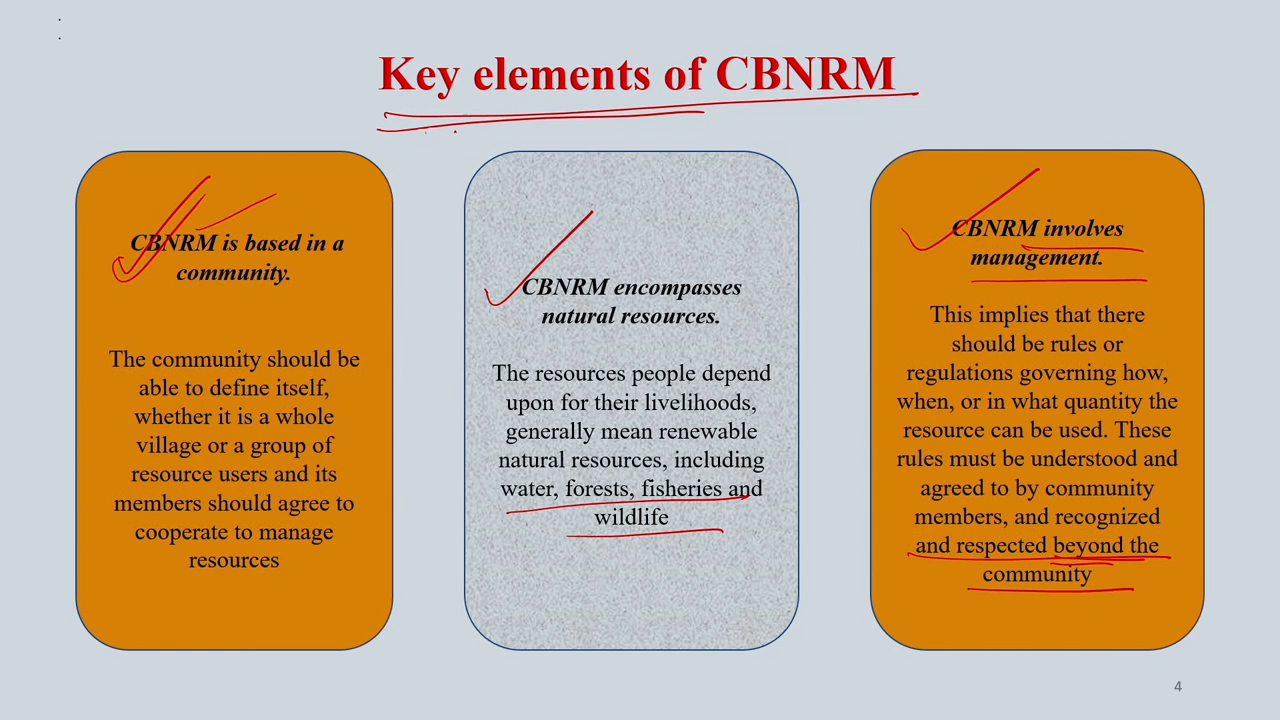 Key elements of CBNRM
CBNRM is based in a
community.
The community should be
able to define itself,
whether it is a whole
village or a group of
resource users and its
members should agree to
cooperate to manage
resources
CBNRM encompasses
natural resources.
The resources people depend
upon for their livelihoods,
generally mean renewable
natural resources, including
water, forests, fisheries and
wildlife
CBNRM involves
management.
This implies that there
should be rules or
regulations governing how,
when, or in what quantity the
resource can be used. These
rules must be understood and
agreed to by community
members, and recognized
and respected beyond the
community
4